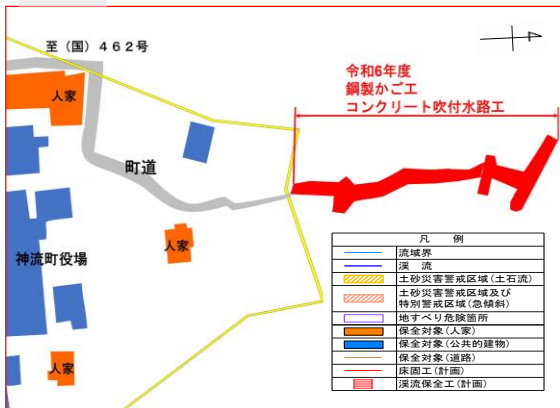 至（国）４６２号
人家
町道
神流町役場
人家
人家
令和6年度
鋼製かご工
コンクリート吹付水路工
4
凡 例
流域界
渓 流
土砂災害警戒区域(土石流)
土砂災害警戒区域及び
特別警戒区域(急傾斜)
地すべり危険箇所
保全対象(人家)
保全対象(公共的建物)
保全対象(道路)
床固工(計画)
渓流保全工(計画)